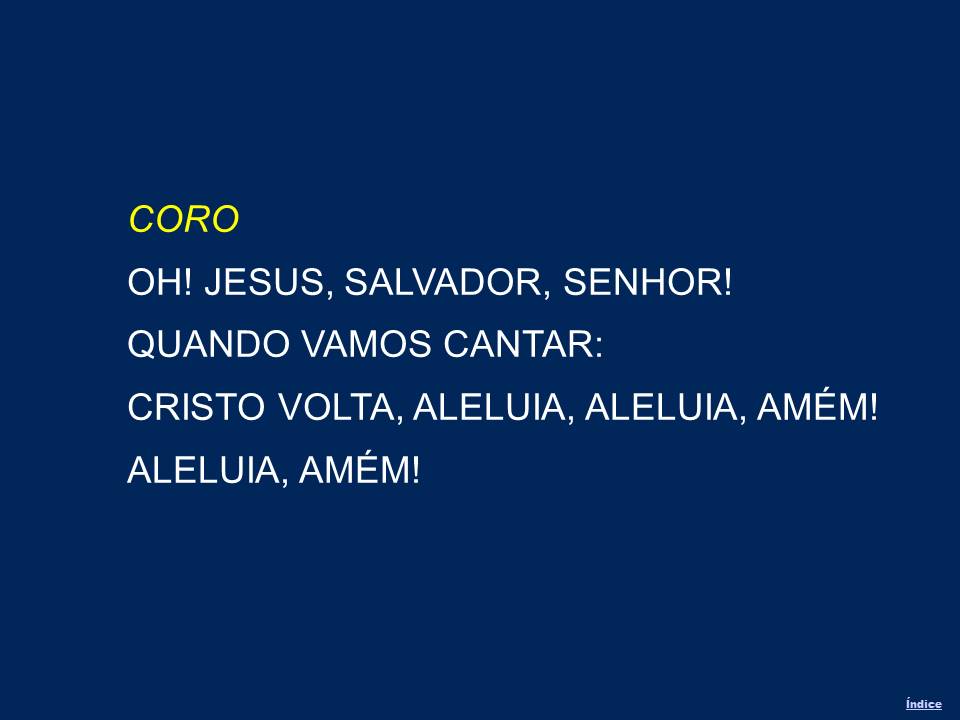 CORO
OH! JESUS, SALVADOR, SENHOR!
QUANDO VAMOS CANTAR:
CRISTO VOLTA, ALELUIA, ALELUIA, AMÉM!
ALELUIA, AMÉM!
Índice